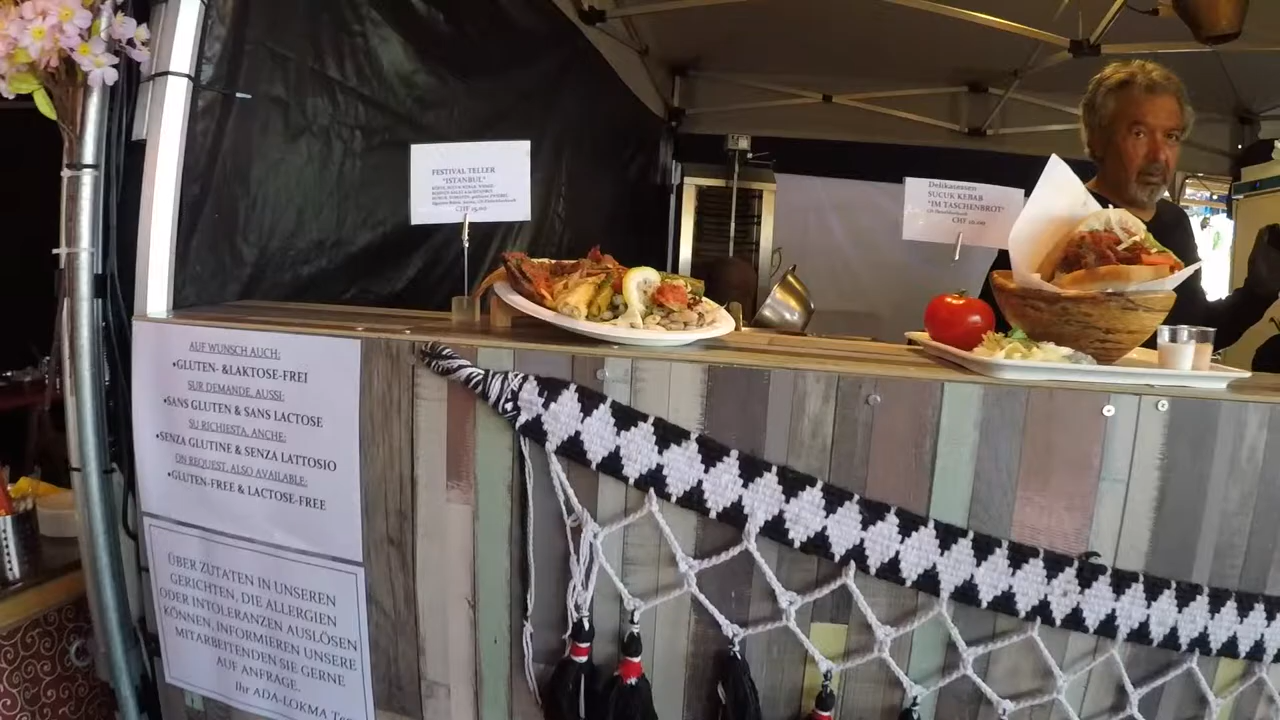 FESTIVAL TELLER
"ISTANBUL"
CHF
Delikatessen
SUCUK KEBAB
"IM TASCHENBROT"
CHF
AUF WUNSCH AUCH:
•GLUTEN- &LAKTOSE-FREI
SUR DEMANDE, AUSSI:
•SANS GLUTEN & SANS LACTOSE
SU RICHIESTA, ANCHE:
•SENZA GLUTINE & SENZA LATTOSIO
ON REQUEST, ALSO AVAILABLE:
•GLUTEN-FREE & LACTOSE-FREE
ÜBER ZUTATEN IN UNSEREN
GERICHTEN, DIE ALLERGIEN
ODER INTOLERANZEN AUSLÖSEN
KÖNNEN, INFORMIEREN UNSERE
MITARBEITENDEN SIE GERNE
AUF ANFRAGE.
Ihr ADA-LOKMA